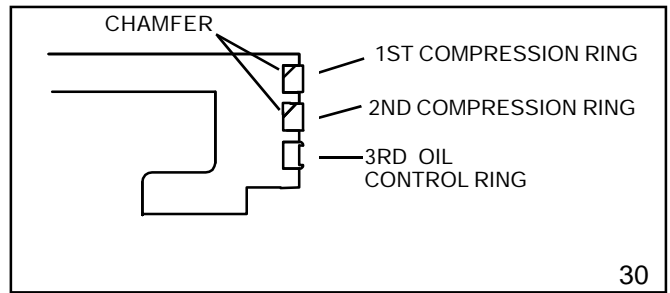 CHAMFER
1ST COMPRESSION RING
2ND COMPRESSION RING
3RD OIL
CONTROL RING
30